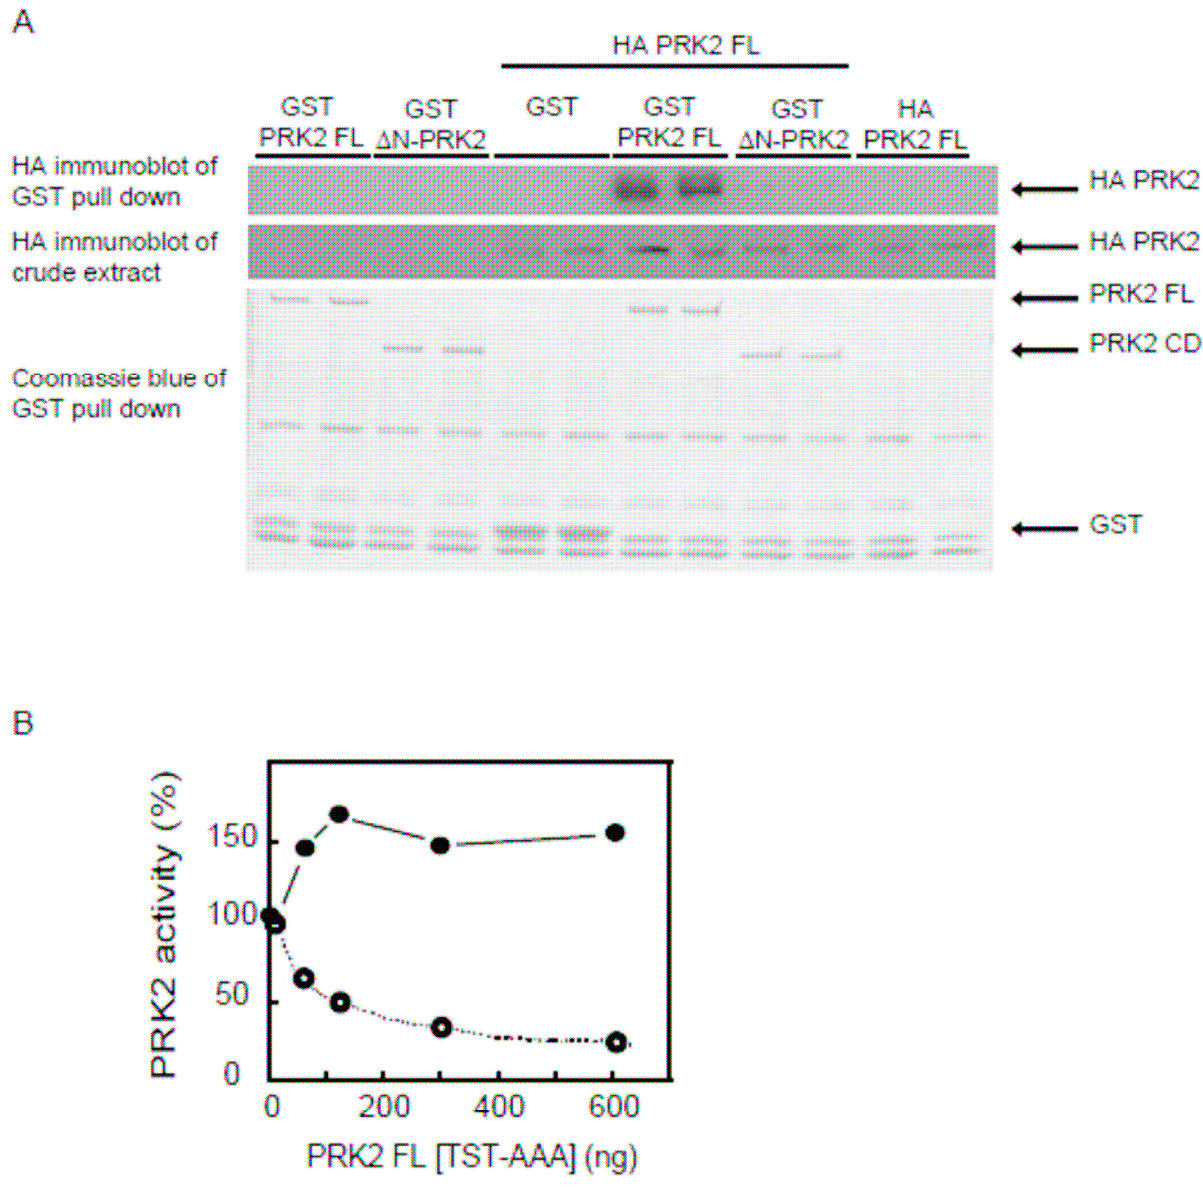 A
HA PRK2 FL
GST
PRK2 FL
GST
ΔN-PRK2
GST
GST
PRK2 FL
GST
ΔN-PRK2
HA
PRK2 FL
HA immunoblot of
GST pull down
HA PRK2
HA immunoblot of
crude extract
HA PRK2
PRK2 FL
PRK2 CD
Coomassie blue of
GST pull down
GST
B
PRK2 activity (%)
150
100
50
0
0 200 400 600
PRK2 FL [TST-AAA] (ng)